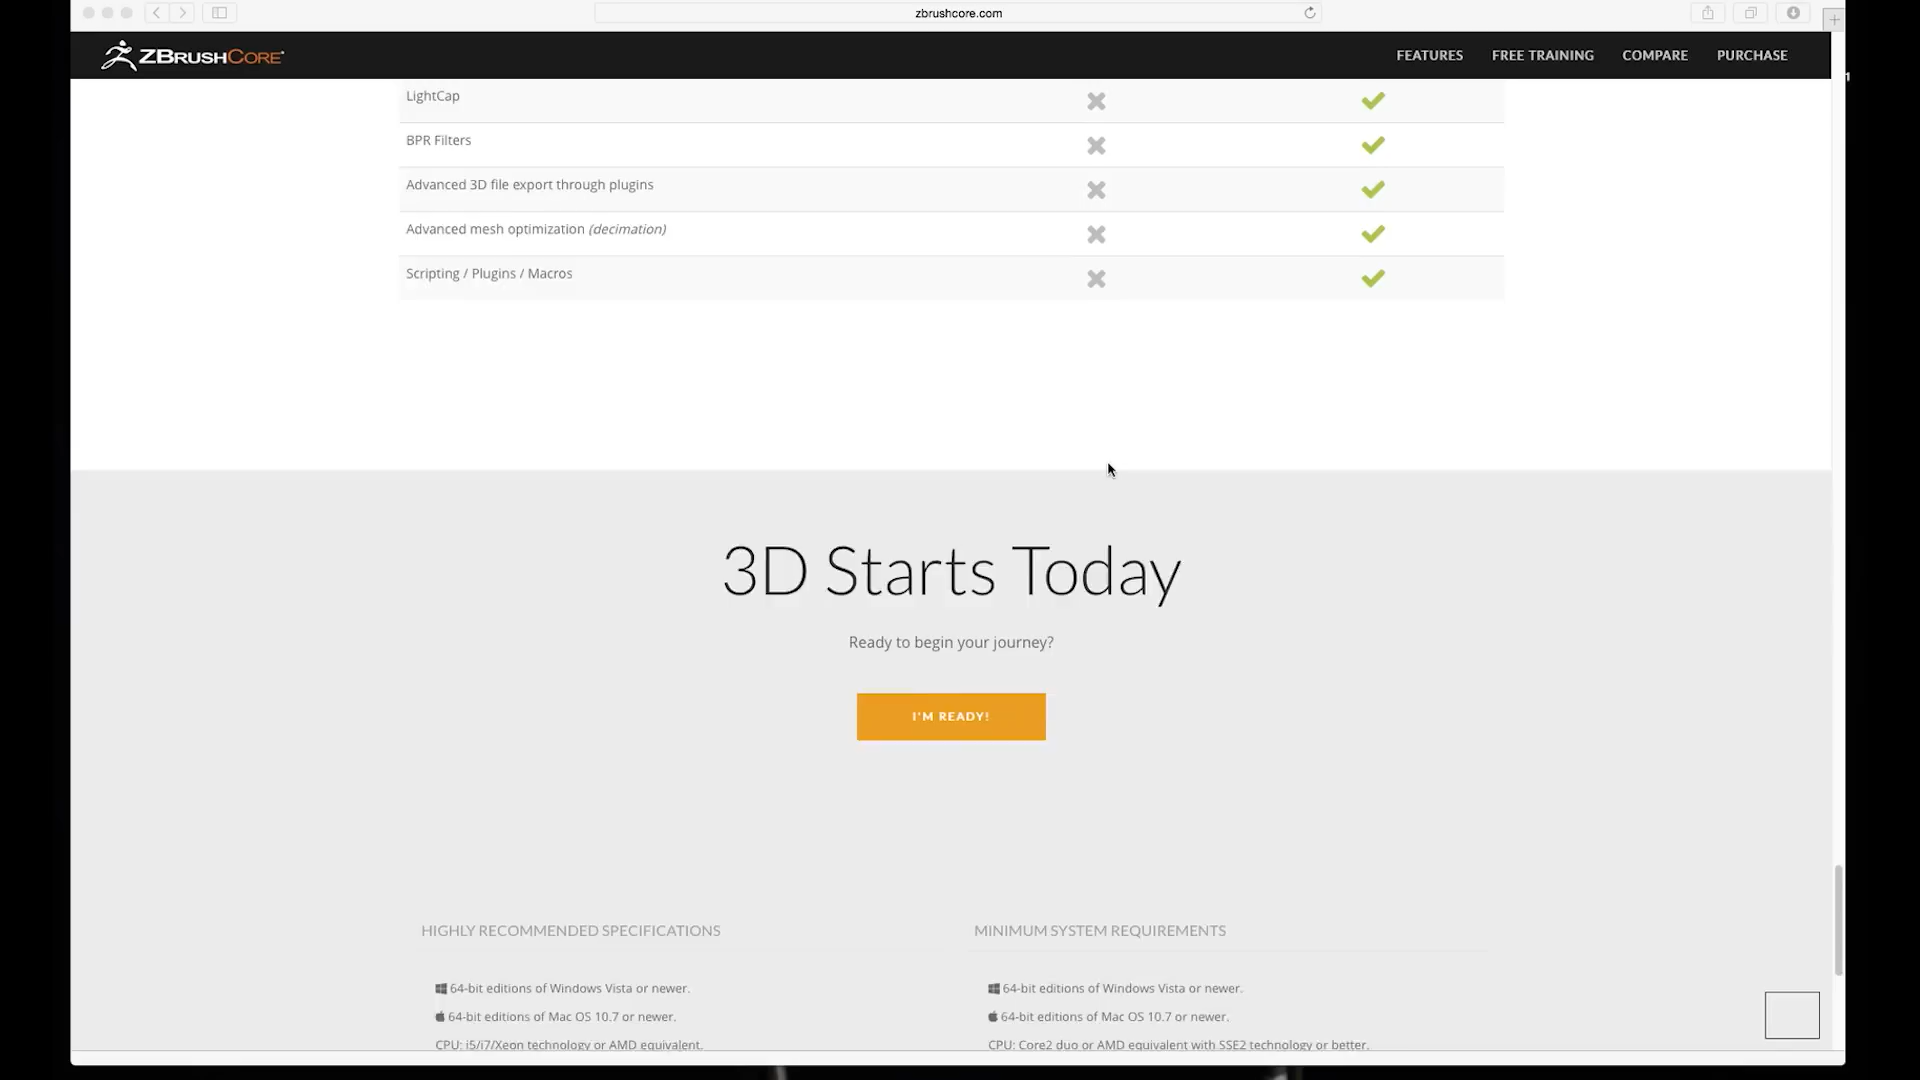 zbrushcore.com
ZBRUSHCORE
FEATURES FREE TRAINING COMPARE PURCHASE
LightCap
BPR Filters
Advanced 3D file export through plugins
Advanced mesh optimization (decimation)
Scripting / Plugins / Macros
3D Starts Today
Ready to begin your journey?
I'M READY!
HIGHLY RECOMMENDED SPECIFICATIONS
64-bit editions of Windows Vista or newer.
64-bit editions of Mac OS 10.7 or newer.
CPU: i5/i7/Xeon technology or AMD equivalent.
MINIMUM SYSTEM REQUIREMENTS
64-bit editions of Windows Vista or newer.
64-bit editions of Mac OS 10.7 or newer.
CPU: Core2 duo or AMD equivalent with SSE2 technology or better.